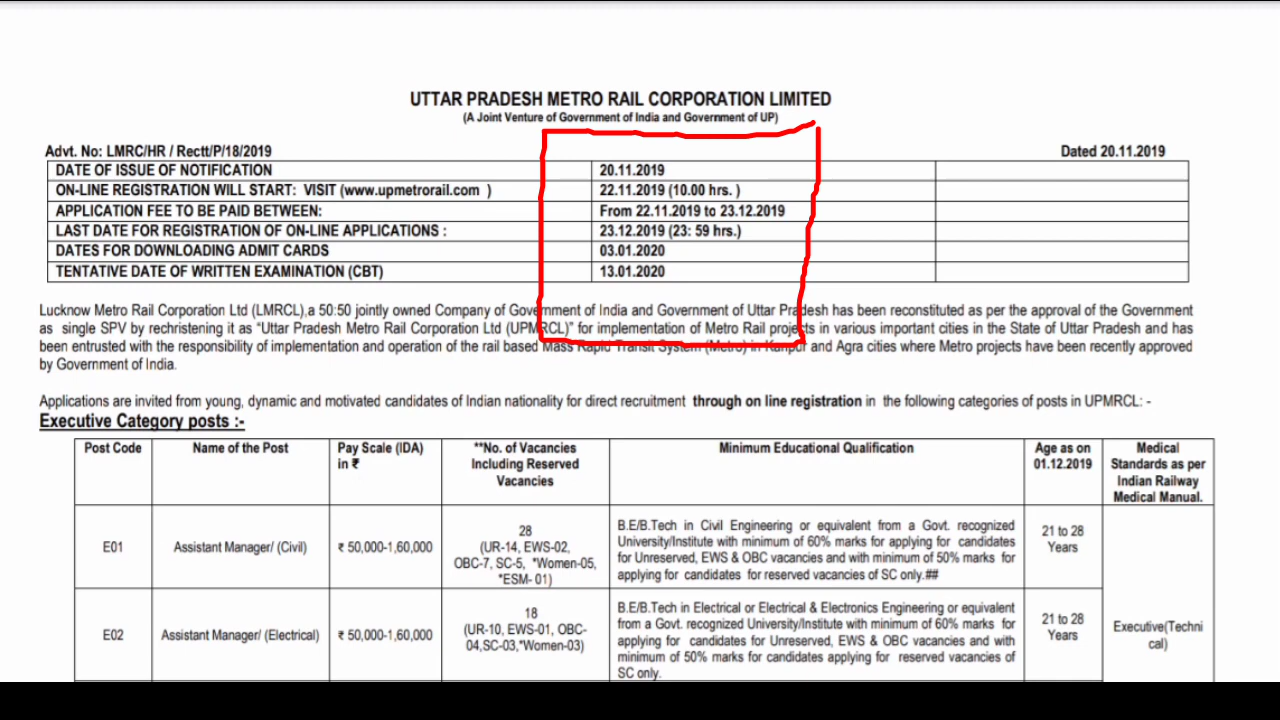 UTTAR PRADESH METRO RAIL CORPORATION LIMITED
(A Joint Venture of Government of India and Government of UP)
Advt. No: LMRC/HR / Rectt/P/18/2019 Dated 20.11.2019
DATE OF ISSUE OF NOTIFICATION 20.11.2019
ON-LINE REGISTRATION WILL START: VISIT (www.upmetrorail.com ) 22.11.2019 (10.00 hrs. )
APPLICATION FEE TO BE PAID BETWEEN: From 22.11.2019 to 23.12.2019
LAST DATE FOR REGISTRATION OF ON-LINE APPLICATIONS : 23.12.2019 (23: 59 hrs.)
DATES FOR DOWNLOADING ADMIT CARDS 03.01.2020
TENTATIVE DATE OF WRITTEN EXAMINATION (CBT) 13.01.2020
Lucknow Metro Rail Corporation Ltd (LMRCL),a 50:50 jointly owned Company of Government of India and Government of Uttar Pradesh has been reconstituted as per the approval of the Government
as single SPV by rechristening it as “Uttar Pradesh Metro Rail Corporation Ltd (UPMRCL)” for implementation of Metro Rail projects in various important cities in the State of Uttar Pradesh and has
been entrusted with the responsibility of implementation and operation of the rail based Mass Rapid Transit System (Metro) in Kanpur and Agra cities where Metro projects have been recently approved
by Government of India.
Applications are invited from young, dynamic and motivated candidates of Indian nationality for direct recruitment through on line registration in the following categories of posts in UPMRCL: -
Executive Category posts :-
Post Code Name of the Post Pay Scale (IDA) **No. of Vacancies Minimum Educational Qualification Age as on Medical
in ₹ Including Reserved 01.12.2019 Standards as per
Vacancies Indian Railway
Medical Manual.
E01 Assistant Manager/ (Civil) ₹ 50,000-1,60,000
28
(UR-14, EWS-02,
OBC-7, SC-5, *Women-05,
*ESM- 01)
B.E/B.Tech in Civil Engineering or equivalent from a Govt. recognized
University/Institute with minimum of 60% marks for applying for candidates
for Unreserved, EWS & OBC vacancies and with minimum of 50% marks for
applying for candidates for reserved vacancies of SC only.##
21 to 28
Years
E02 Assistant Manager/ (Electrical) ₹ 50,000-1,60,000
18
(UR-10, EWS-01, OBC-
04,SC-03,*Women-03)
B.E/B.Tech in Electrical or Electrical & Electronics Engineering or equivalent
from a Govt. recognized University/Institute with minimum of 60% marks for
applying for candidates for Unreserved, EWS & OBC vacancies and with
minimum of 50% marks for candidates applying for reserved vacancies of
SC only.
21 to 28
Years
Executive(Techni
cal)